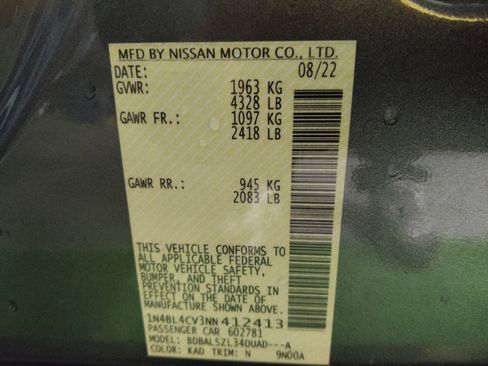 MFD BY NISSAN MOTOR CO., LTD.
DATE: 08/22
GVWR: 1963 KG
4328 LB
GAWR FR.: 1097 KG
2418 LB
GAWR RR.: 945 KG
2083 LB
THIS VEHICLE CONFORMS TO
ALL APPLICABLE FEDERAL
MOTOR VEHICLE SAFETY,
BUMPER, AND THEFT
PREVENTION STANDARDS
IN EFFECT ON THE DATE OF
MANUFACTURE SHOWN ABOVE.
1N4BL4CV3NN412413
PASSENGER CAR 602781
MODEL: BDBALSZL34DUAD---A
COLOR: KAD TRIM: N 9N00A